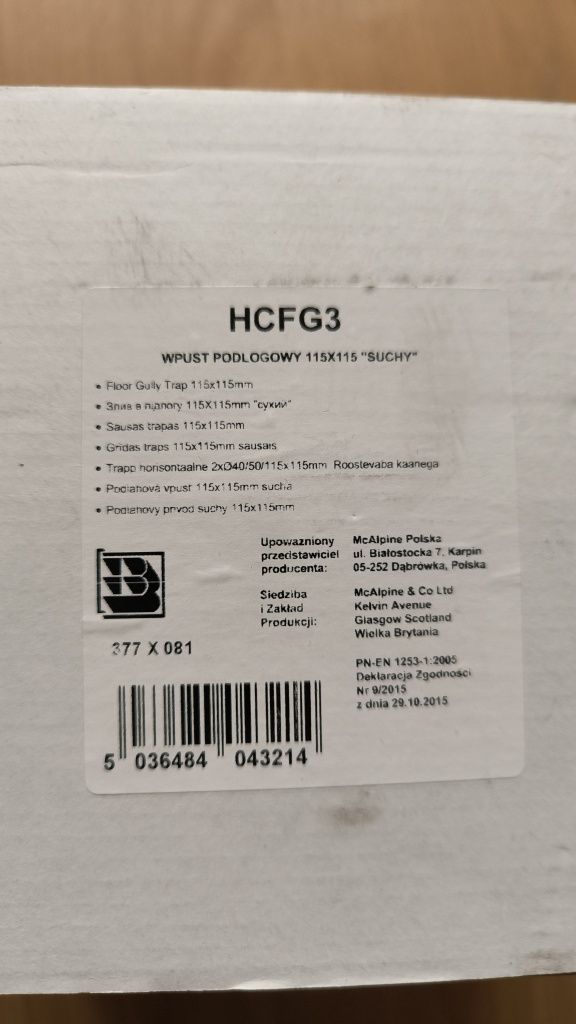 HCFG3
WPUST PODLOGOWY 115X115 "SUCHY"
• Floor Gully Trap 115x115mm
• Злив в підлогу 115X115mm "сухий"
• Sausas trapas 115x115mm
• Grīdas traps 115x115mm sausais
• Trapp horisontaalne 2xØ40/50/115x115mm Roostevaba kaanega
• Podlahová vpust 115x115mm suchá
• Podlahovy prívod suchy 115x115mm
Upoważniony przedstawiciel producenta:
McAlpine Polska
ul. Białostocka 7, Karpin
05-252 Dąbrówka, Polska
Siedziba i Zakład Produkcji:
McAlpine & Co Ltd
Kelvin Avenue
Glasgow Scotland
Wielka Brytania
B
377 X 081
PN-EN 1253-1:2005
Deklaracja Zgodności
Nr 9/2015
z dnia 29.10.2015
5 036484 043214